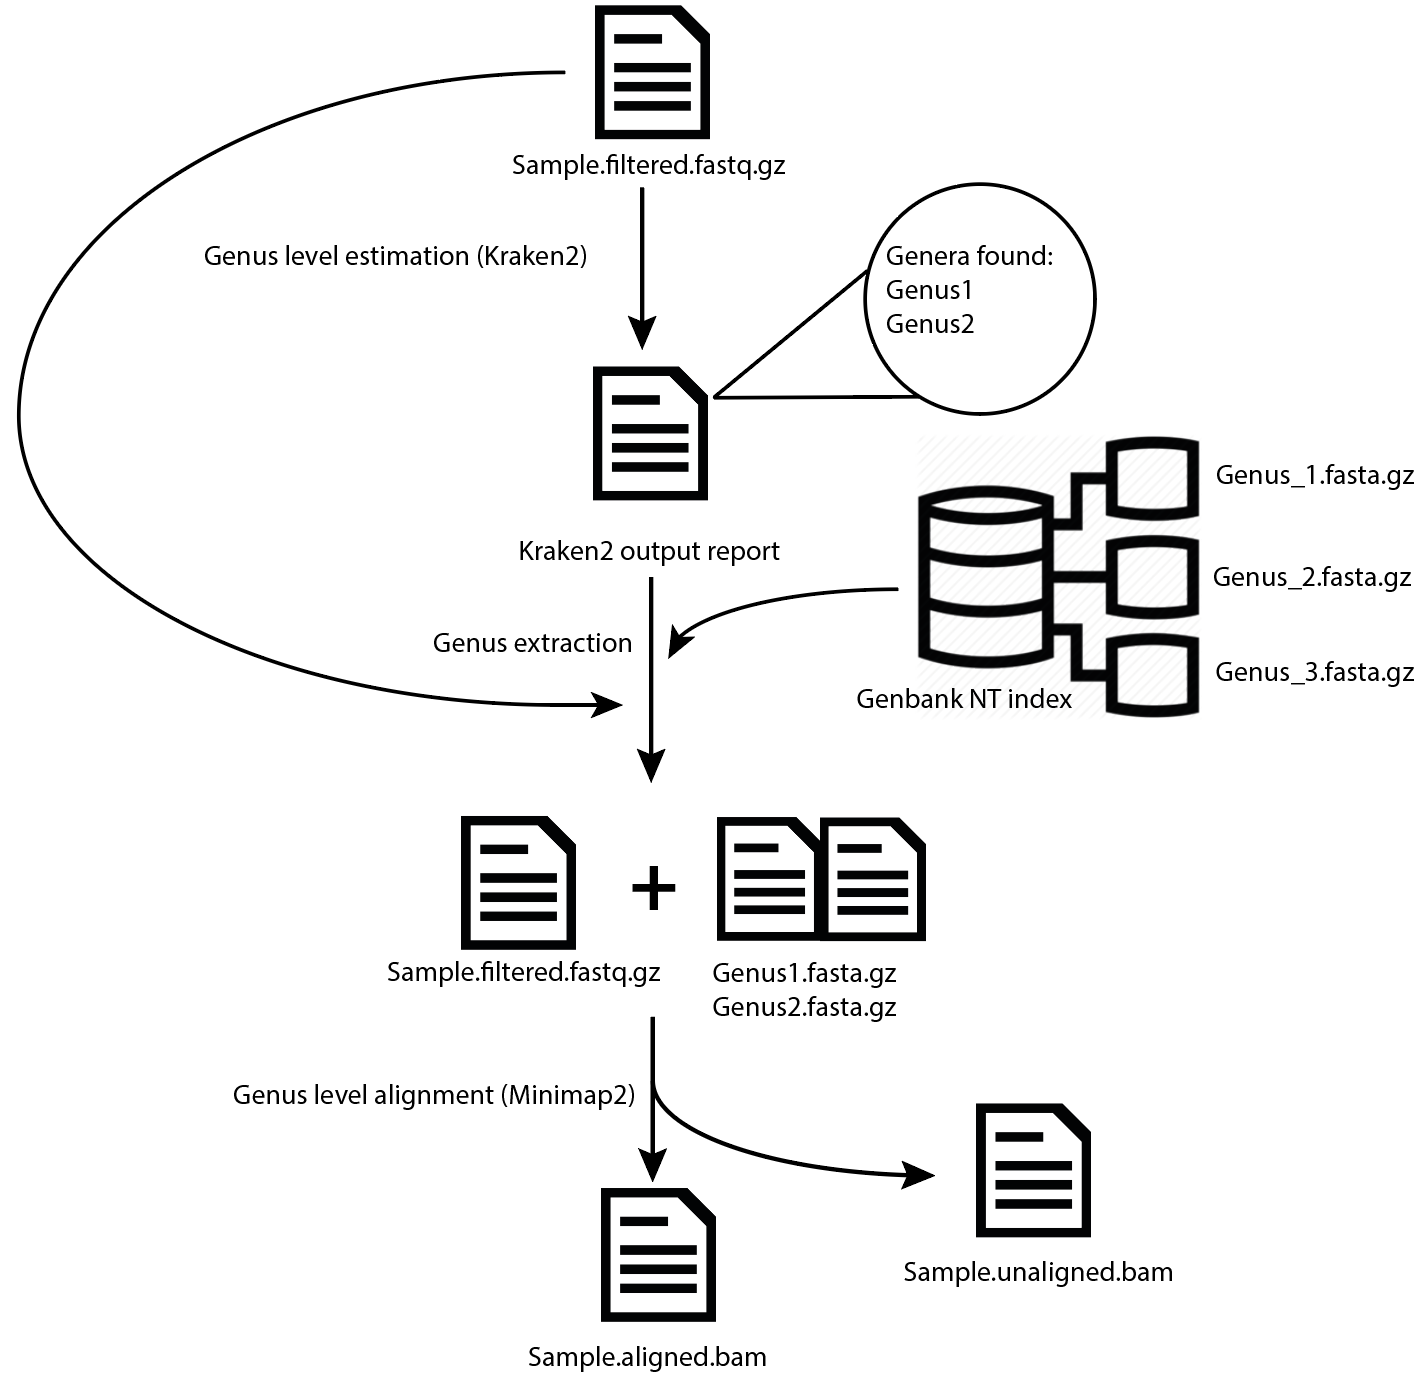 Sample.filtered.fastq.gz
Genus level estimation (Kraken2)
Genera found:
Genus1
Genus2
Kraken2 output report
Genus_1.fasta.gz
Genus_2.fasta.gz
Genus_3.fasta.gz
Genbank NT index
Genus extraction
Sample.filtered.fastq.gz
+
Genus1.fasta.gz
Genus2.fasta.gz
Genus level alignment (Minimap2)
Sample.unaligned.bam
Sample.aligned.bam